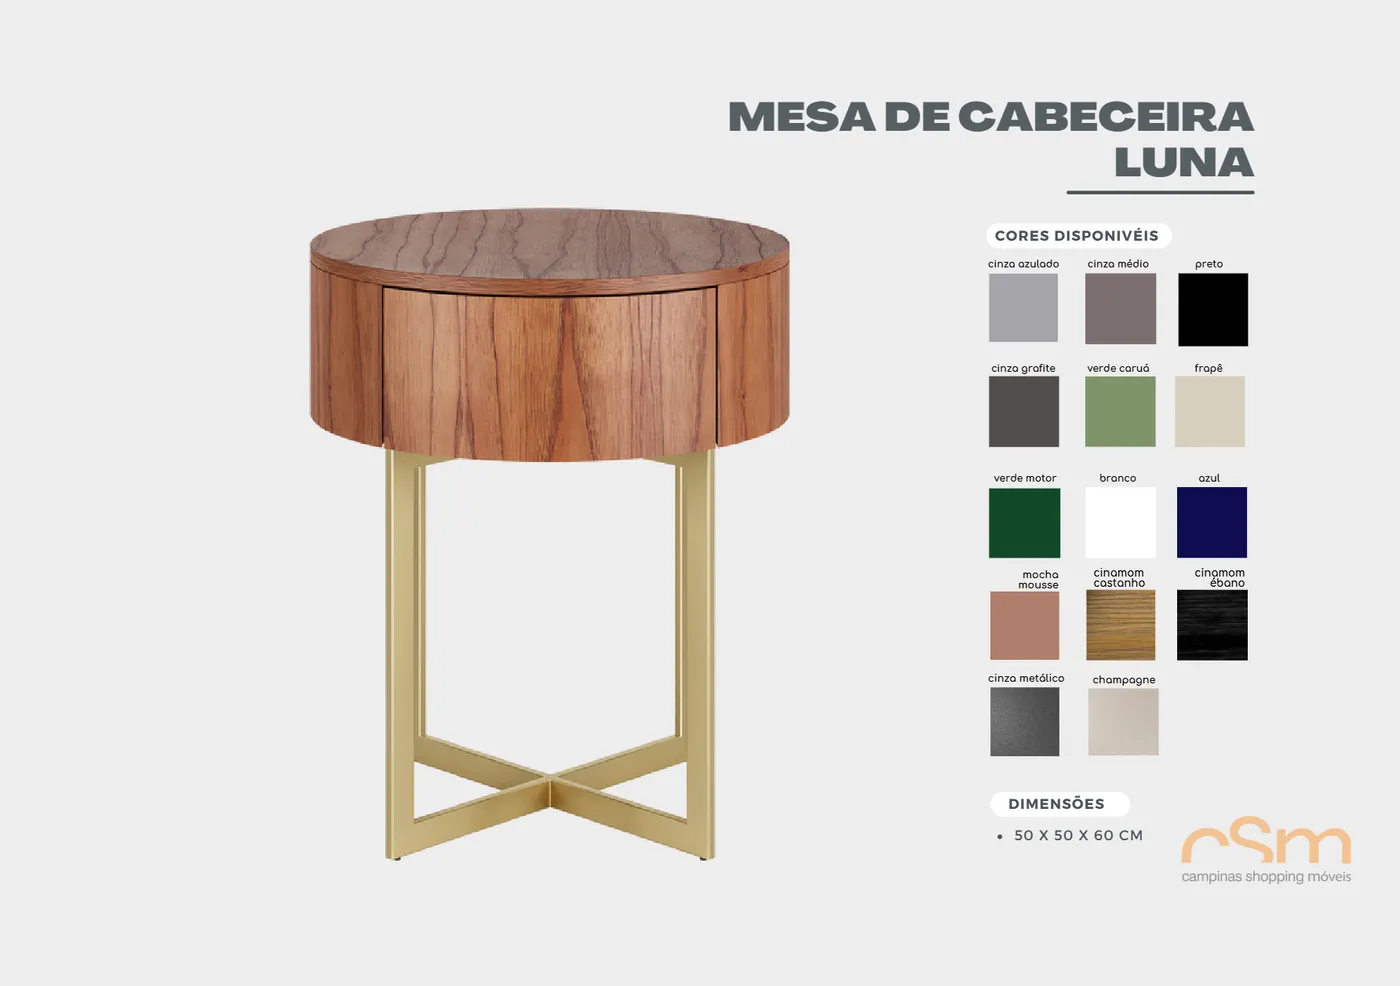 MESA DE CABECEIRA
LUNA
CORES DISPONIVÉIS
cinza azulado
cinza médio
preto
cinza grafite
verde caruá
frapê
verde motor
branco
azul
mocha
mousse
cinamom
castanho
cinamom
ébano
cinza metálico
champagne
DIMENSÕES
• 50 X 50 X 60 CM
csm
campinas shopping móveis